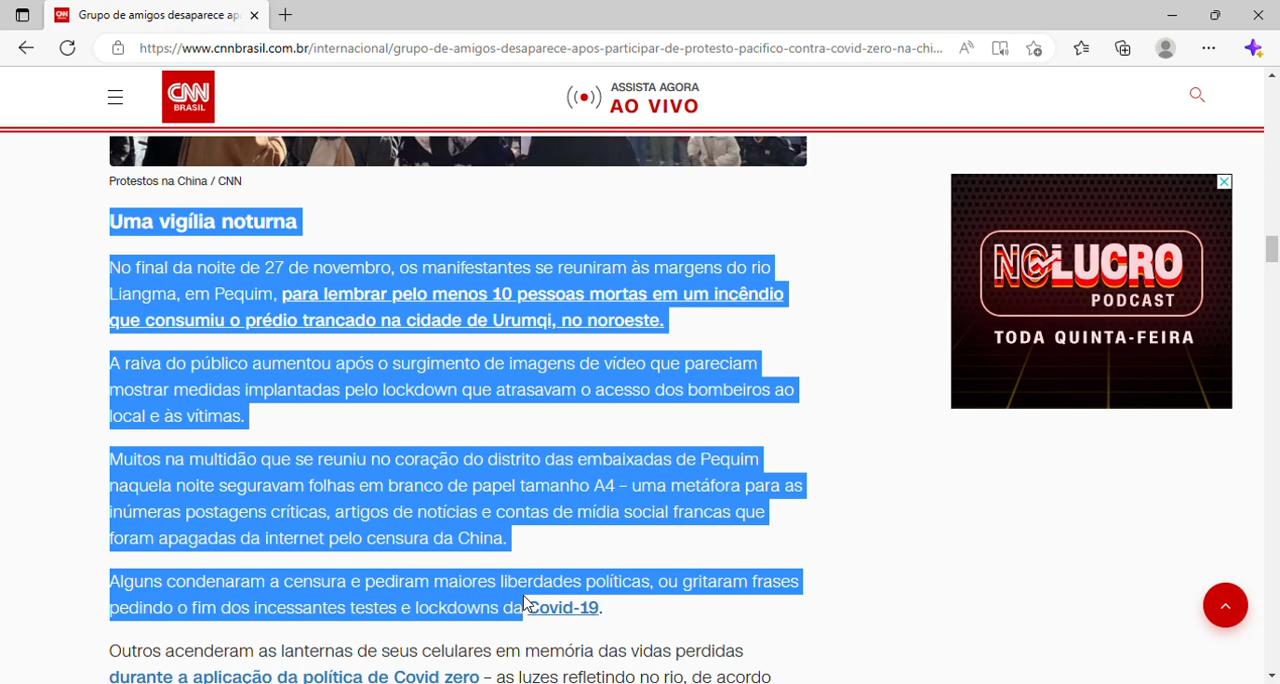 Grupo de amigos desaparece ap
https://www.cnnbrasil.com.br/internacional/grupo-de-amigos-desaparece-apos-participar-de-protesto-pacifico-contra-covid-zero-na-chi...
CNN
BRASIL
ASSISTA AGORA
AO VIVO
Protestos na China / CNN
Uma vigília noturna
No final da noite de 27 de novembro, os manifestantes se reuniram às margens do rio
Liangma, em Pequim, para lembrar pelo menos 10 pessoas mortas em um incêndio
que consumiu o prédio trancado na cidade de Urumqi, no noroeste.
A raiva do público aumentou após o surgimento de imagens de vídeo que pareciam
mostrar medidas implantadas pelo lockdown que atrasavam o acesso dos bombeiros ao
local e às vítimas.
Muitos na multidão que se reuniu no coração do distrito das embaixadas de Pequim
naquela noite seguravam folhas em branco de papel tamanho A4 – uma metáfora para as
inúmeras postagens críticas, artigos de notícias e contas de mídia social francas que
foram apagadas da internet pelo censura da China.
Alguns condenaram a censura e pediram maiores liberdades políticas, ou gritaram frases
pedindo o fim dos incessantes testes e lockdowns da Covid-19.
Outros acenderam as lanternas de seus celulares em memória das vidas perdidas
durante a aplicação da política de Covid zero – as luzes refletindo no rio, de acordo
NO LUCRO
PODCAST
TODA QUINTA-FEIRA